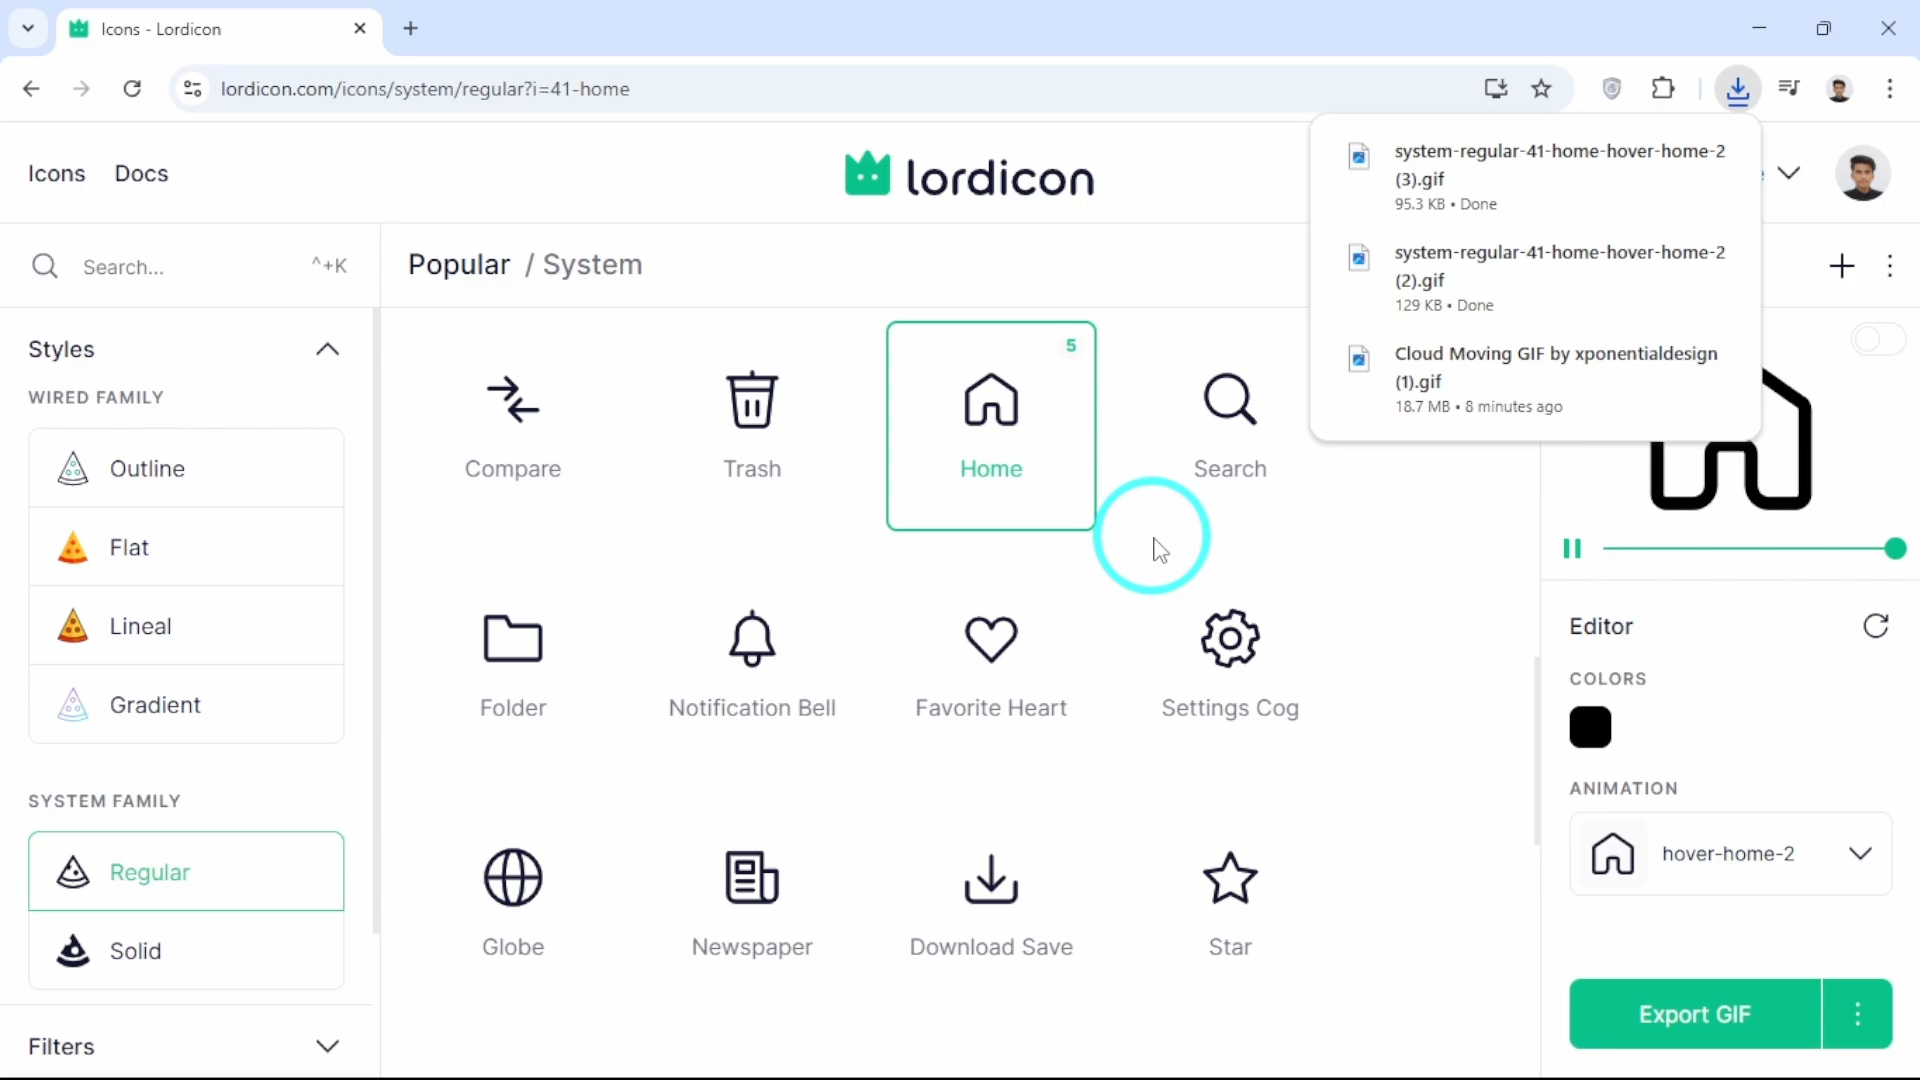 Icons - Lordicon
lordicon.com/icons/system/regular?i=41-home
Icons
Docs
lordicon
system-regular-41-home-hover-home-2
(3).gif
95.3 KB • Done
system-regular-41-home-hover-home-2
(2).gif
129 KB • Done
Cloud Moving GIF by xponentialdesign
(1).gif
18.7 MB • 8 minutes ago
Search...
^+K
Popular / System
Styles
WIRED FAMILY
Outline
Flat
Lineal
Gradient
SYSTEM FAMILY
Regular
Solid
Filters
5
Compare
Trash
Home
Search
Folder
Notification Bell
Favorite Heart
Settings Cog
Globe
Newspaper
Download Save
Star
Editor
COLORS
ANIMATION
hover-home-2
Export GIF